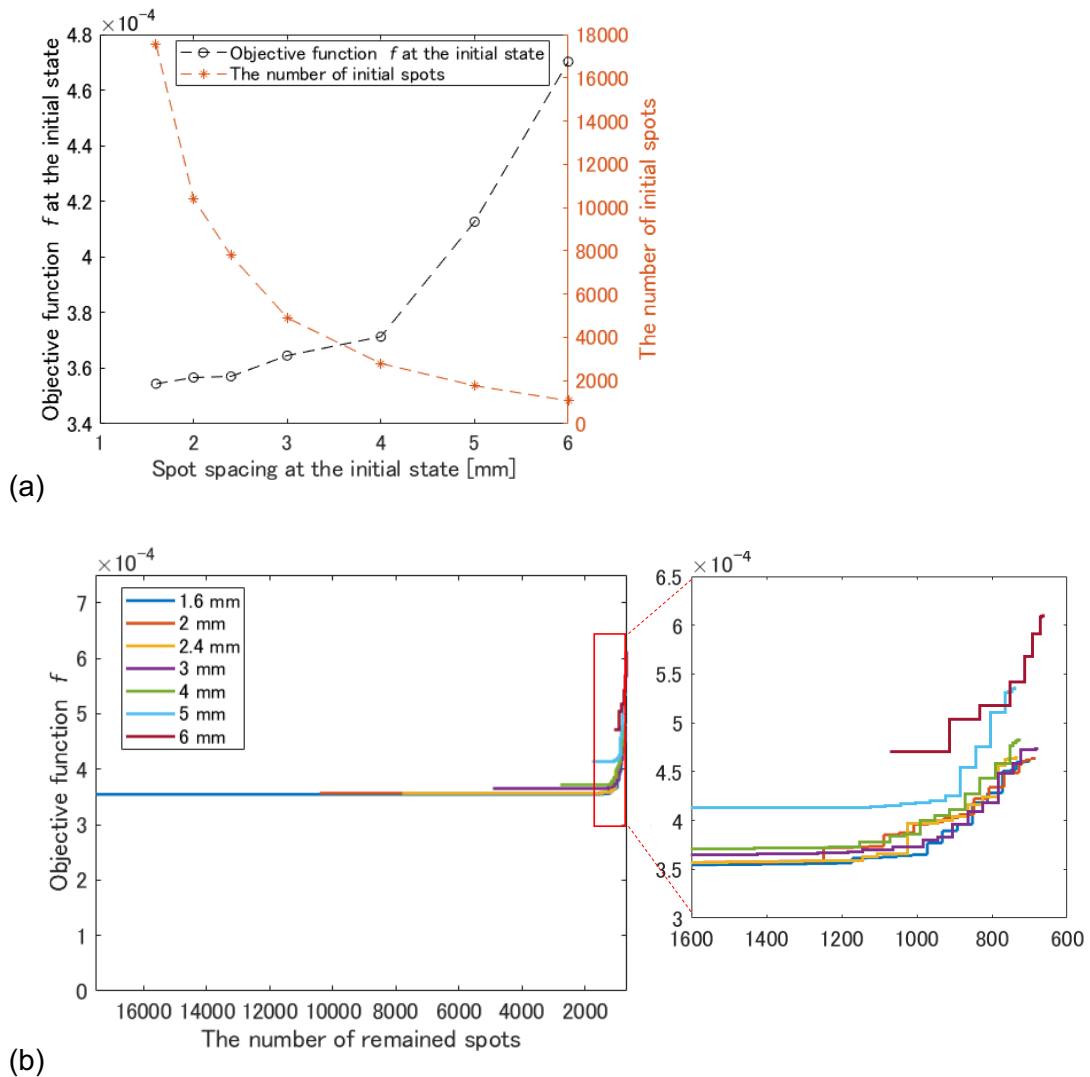 ×10⁻⁴
4.8
4.6
4.4
4.2
4
3.8
3.6
3.4
Objective function f at the initial state
Objective function f at the initial state
The number of initial spots
18000
16000
14000
12000
10000
8000
6000
4000
2000
0
The number of initial spots
1 2 3 4 5 6
Spot spacing at the initial state [mm]
(a)
×10⁻⁴
7
6
5
4
3
2
1
0
Objective function f
1.6 mm
2 mm
2.4 mm
3 mm
4 mm
5 mm
6 mm
16000 14000 12000 10000 8000 6000 4000 2000
The number of remained spots
×10⁻⁴
6.5
6
5.5
5
4.5
4
3.5
3
1600 1400 1200 1000 800 600
(b)